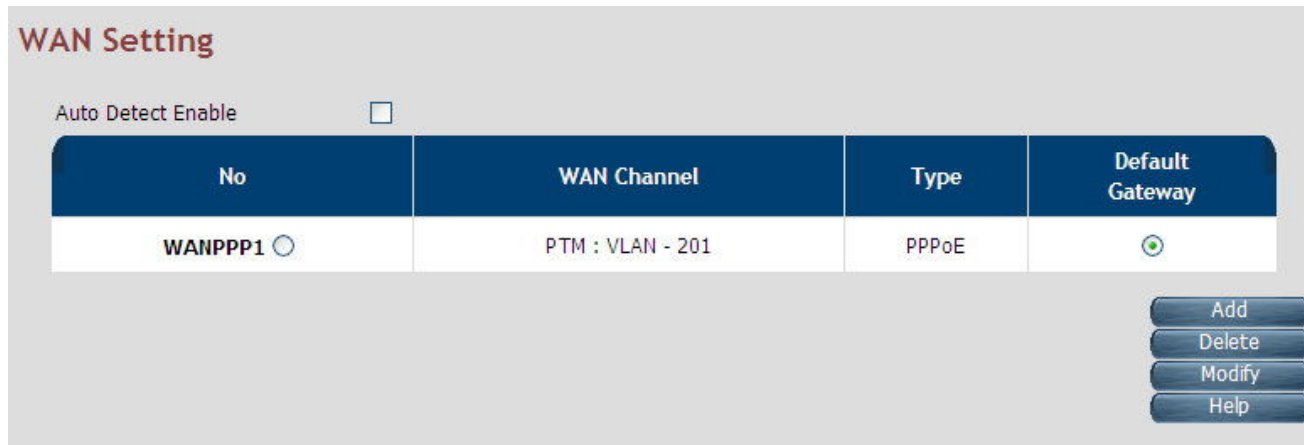 WAN Setting
Auto Detect Enable
No WAN Channel Type Default Gateway
WANPPP1 PTM : VLAN - 201 PPPoE
Add
Delete
Modify
Help